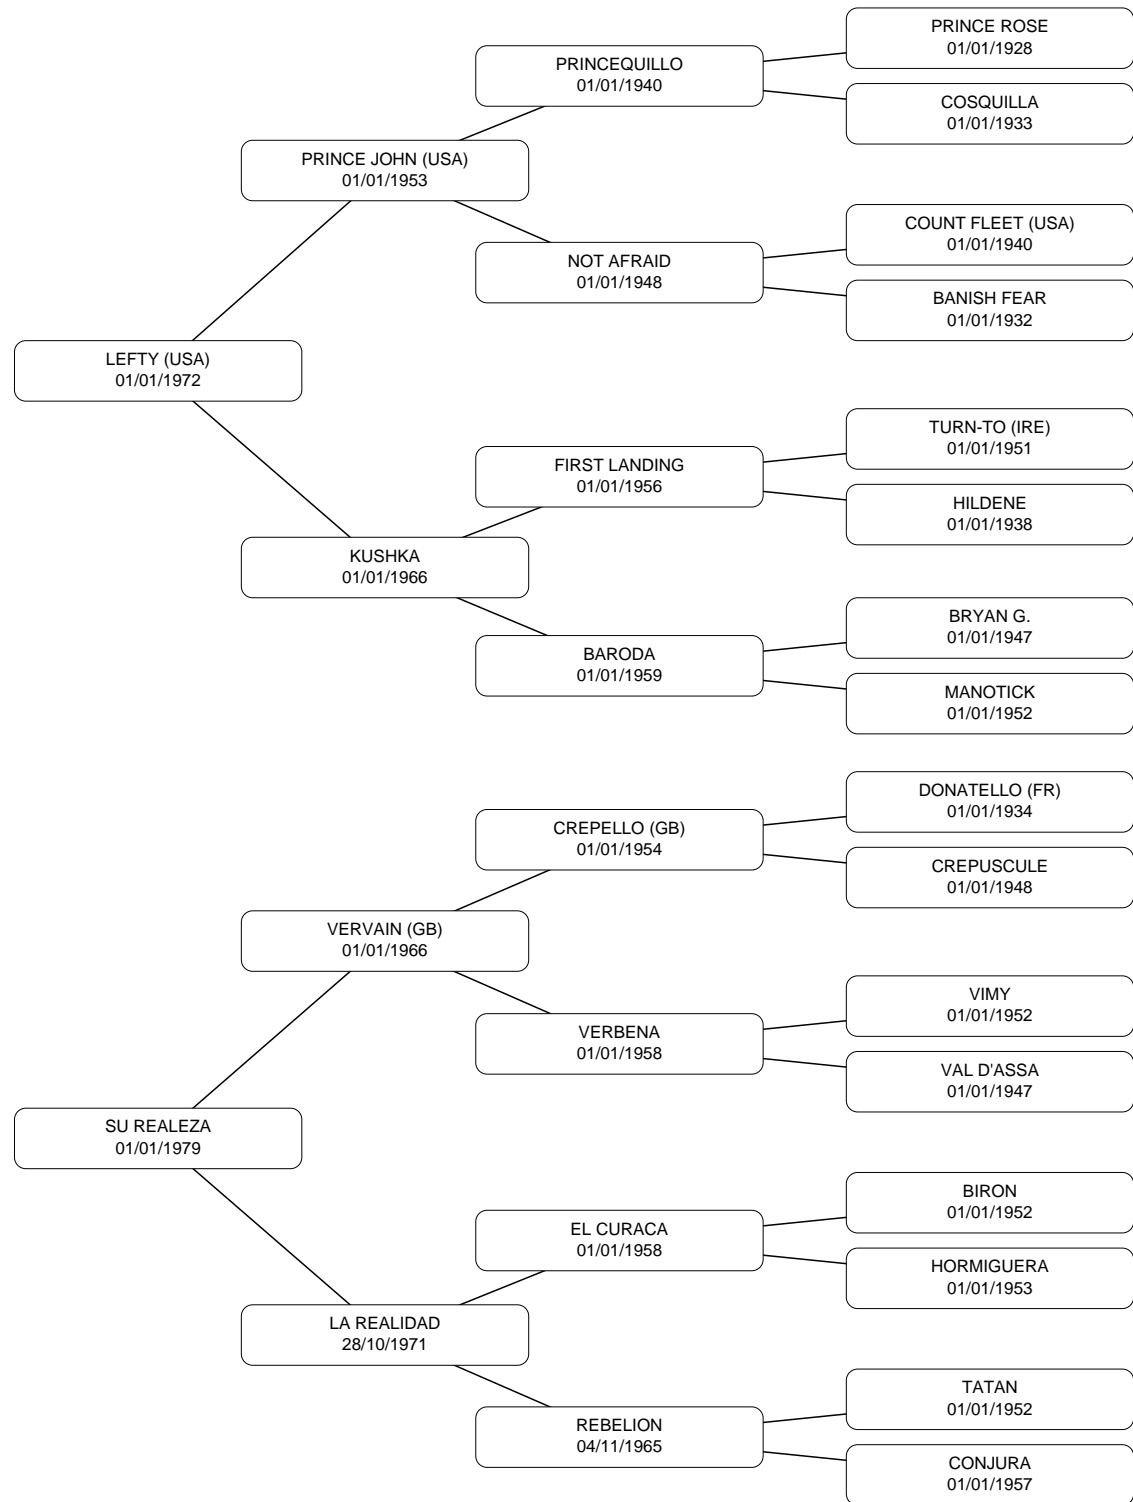 PRINCE ROSE
01/01/1928
PRINCEQUILLO
01/01/1940
COSQUILLA
01/01/1933
PRINCE JOHN (USA)
01/01/1953
COUNT FLEET (USA)
01/01/1940
NOT AFRAID
01/01/1948
BANISH FEAR
01/01/1932
LEFTY (USA)
01/01/1972
TURN-TO (IRE)
01/01/1951
FIRST LANDING
01/01/1956
HILDENE
01/01/1938
KUSHKA
01/01/1966
BRYAN G.
01/01/1947
BARODA
01/01/1959
MANOTICK
01/01/1952
DONATELLO (FR)
01/01/1934
CREPELLO (GB)
01/01/1954
CREPUSCULE
01/01/1948
VERVAIN (GB)
01/01/1966
VIMY
01/01/1952
VERBENA
01/01/1958
VAL D'ASSA
01/01/1947
SU REALEZA
01/01/1979
BIRON
01/01/1952
EL CURACA
01/01/1958
HORMIGUERA
01/01/1953
LA REALIDAD
28/10/1971
TATAN
01/01/1952
REBELION
04/11/1965
CONJURA
01/01/1957